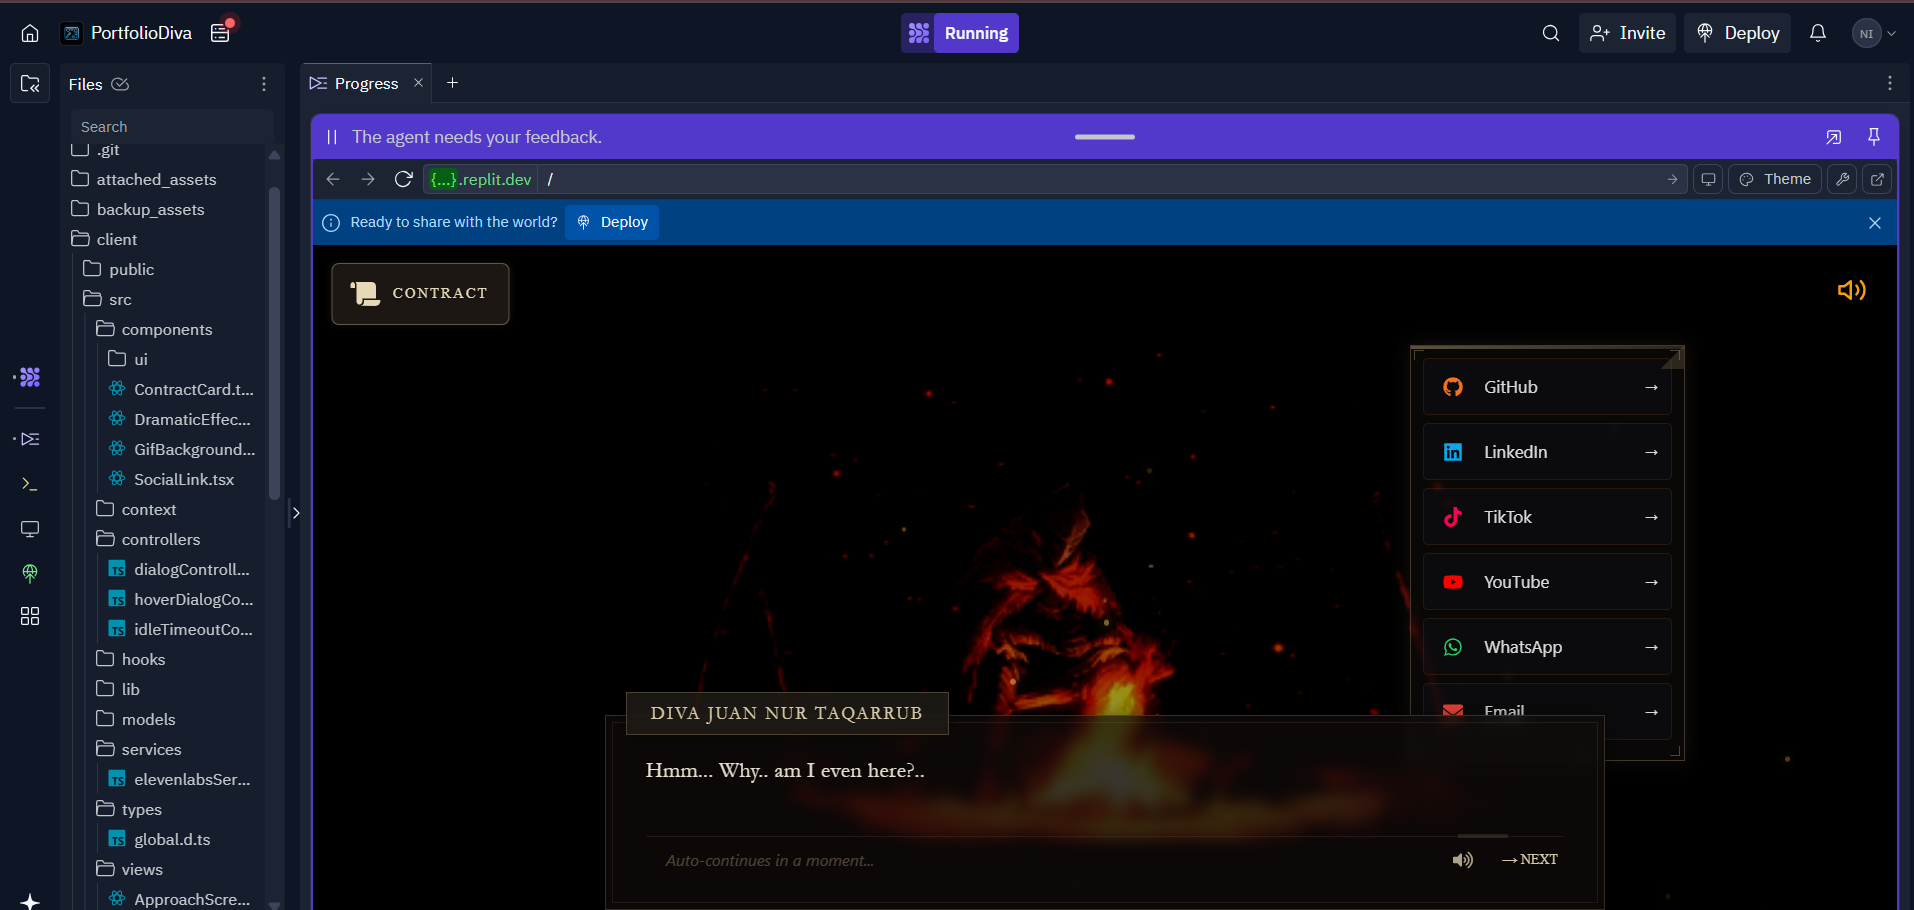 PortfolioDiva
Running
Invite
Deploy
NI
Files
Progress
Search
The agent needs your feedback.
.git
attached_assets
backup_assets
client
public
src
components
ui
ContractCard.t...
DramaticEffec...
GifBackground...
SocialLink.tsx
context
controllers
dialogControll...
hoverDialogCo...
idleTimeoutCo...
hooks
lib
models
services
elevenlabsSer...
types
global.d.ts
views
ApproachScre...
{...}.replit.dev /
Theme
Ready to share with the world?
Deploy
CONTRACT
GitHub →
LinkedIn →
TikTok →
YouTube →
WhatsApp →
Email →
DIVA JUAN NUR TAQARRUB
Hmm... Why.. am I even here?..
Auto-continues in a moment...
→ NEXT